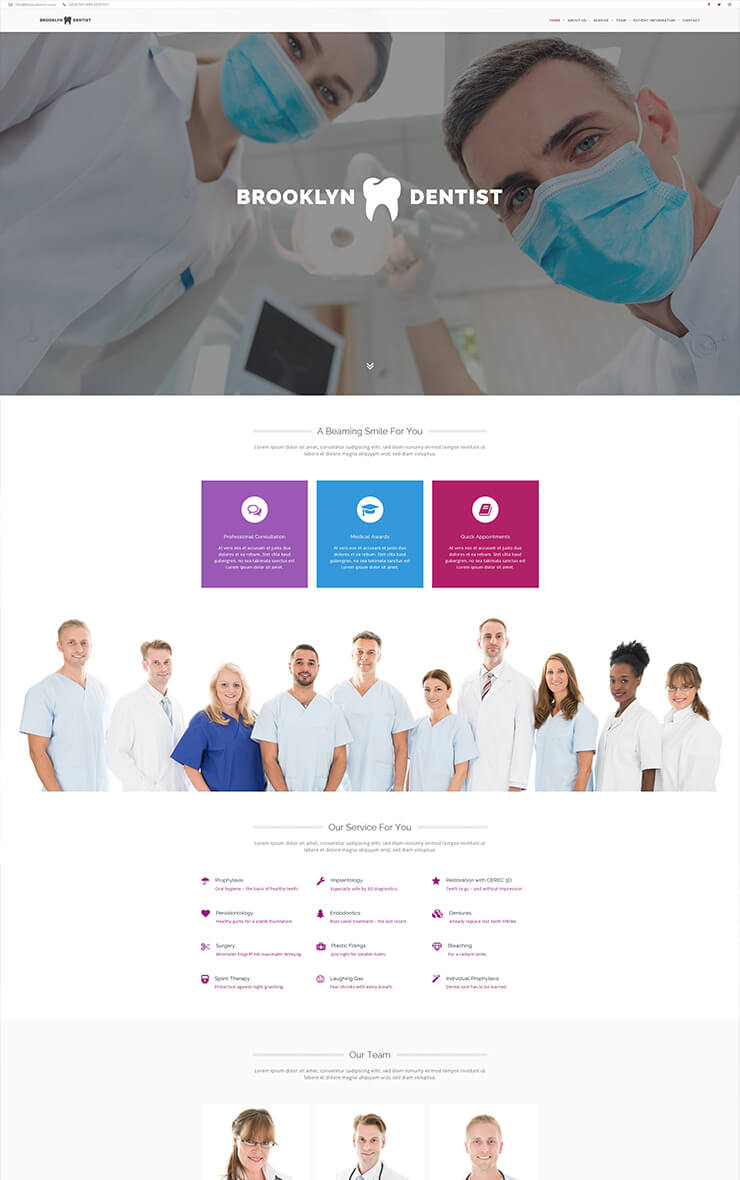 BROOKLYN DENTIST
HOME ABOUT US SERVICE TEAM PATIENT INFORMATION CONTACT
BROOKLYN DENTIST
A Beaming Smile For You
Lorem ipsum dolor sit amet, consetetur sadipscing elitr, sed diam nonumy eirmod tempor invidunt ut
labore et dolore magna aliquyam erat, sed diam voluptua.
Professional Consultation
At vero eos et accusam et justo duo
dolores et ea rebum. Stet clita kasd
gubergren, no sea takimata sanctus est
Lorem ipsum dolor sit amet.
Medical Awards
At vero eos et accusam et justo duo
dolores et ea rebum. Stet clita kasd
gubergren, no sea takimata sanctus est
Lorem ipsum dolor sit amet.
Quick Appointments
At vero eos et accusam et justo duo
dolores et ea rebum. Stet clita kasd
gubergren, no sea takimata sanctus est
Lorem ipsum dolor sit amet.
Our Service For You
Lorem ipsum dolor sit amet, consetetur sadipscing elitr, sed diam nonumy eirmod tempor invidunt ut
labore et dolore magna aliquyam erat, sed diam voluptua.
Prophylaxis
Oral hygiene – the basis of healthy teeth.
Implantology
Especially safe by 3D diagnostics.
Restoration with CEREC 3D
Teeth to go – and without impression.
Periodontology
Healthy gums for a stable foundation.
Endodontics
Root canal treatment – the last resort.
Dentures
Already replace lost teeth
Surgery
Minimaler Eingriff mit maximaler Wirkung.
Plastic Fillings
Just right for smaller holes.
Bleaching
For a radiant smile.
Splint Therapy
Protection against night gnashing.
Laughing Gas
Fear shrinks with every breath.
Individual Prophylaxis
Dental care has to be learned.
Our Team
Lorem ipsum dolor sit amet, consetetur sadipscing elitr, sed diam nonumy eirmod tempor invidunt ut
labore et dolore magna aliquyam erat, sed diam voluptua.